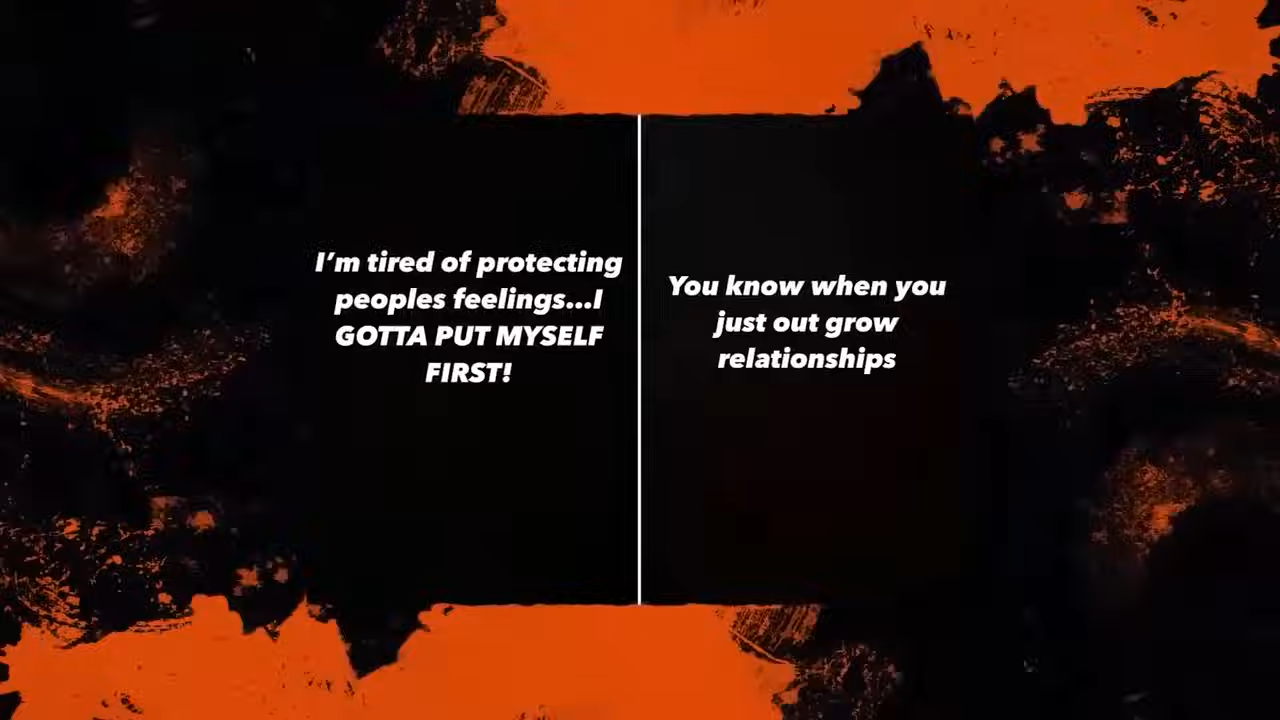 I’m tired of protecting
peoples feelings...I
GOTTA PUT MYSELF
FIRST!
You know when you
just out grow
relationships